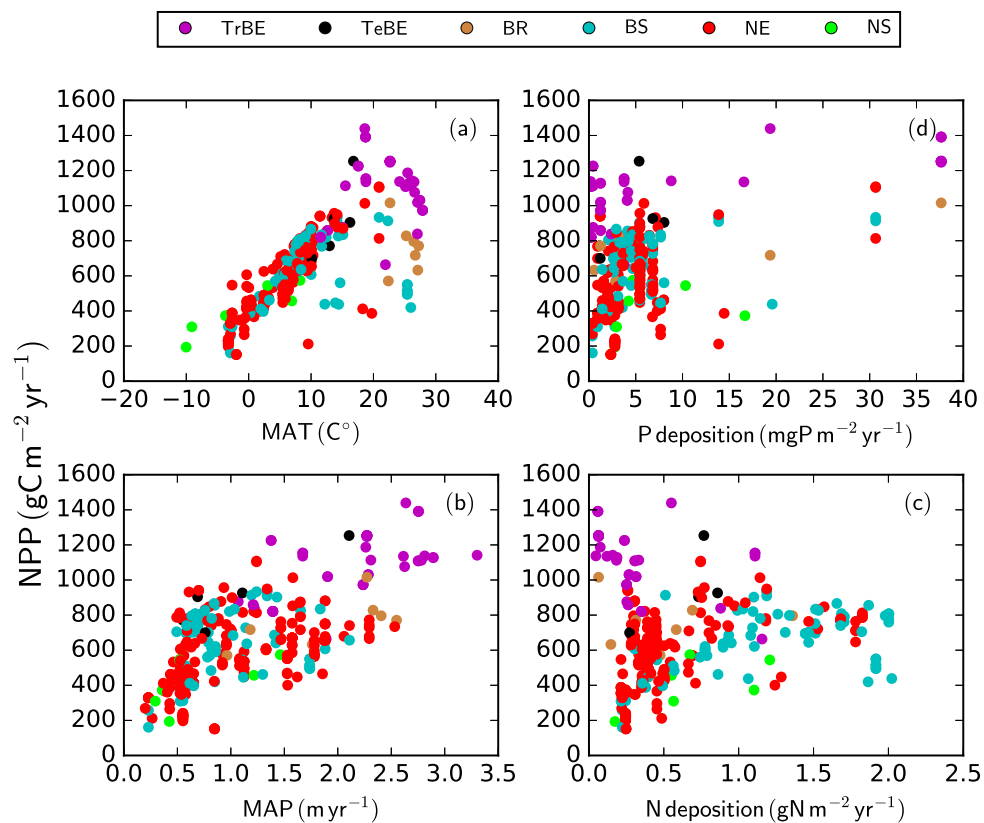 TrBE TeBE BR BS NE NS
NPP (gC m⁻² yr⁻¹)
(a)
1600
1400
1200
1000
800
600
400
200
0
−20 −10 0 10 20 30 40
MAT (C°)
(d)
1600
1400
1200
1000
800
600
400
200
0
0 5 10 15 20 25 30 35 40
P deposition (mgP m⁻² yr⁻¹)
(b)
1600
1400
1200
1000
800
600
400
200
0
0.0 0.5 1.0 1.5 2.0 2.5 3.0 3.5
MAP (m yr⁻¹)
(c)
1600
1400
1200
1000
800
600
400
200
0
0.0 0.5 1.0 1.5 2.0 2.5
N deposition (gN m⁻² yr⁻¹)